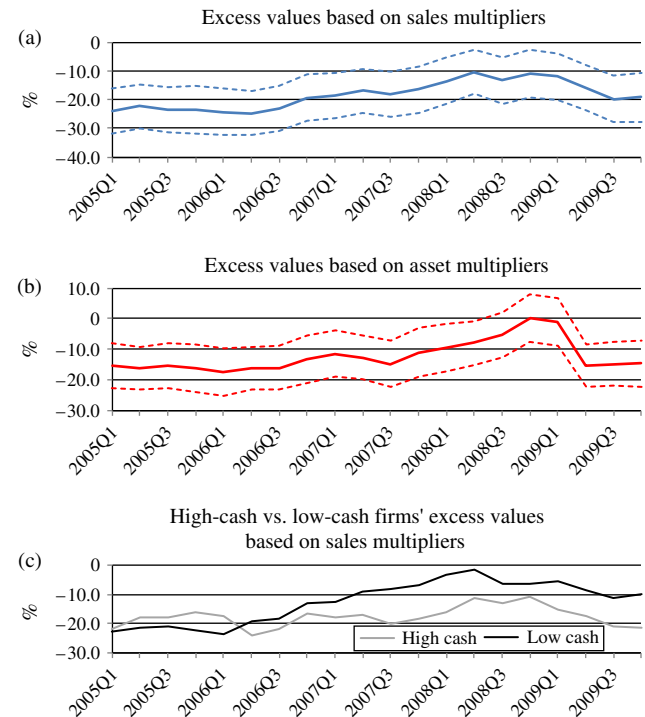 Excess values based on sales multipliers
(a)
0
−10.0
−20.0
−30.0
−40.0
%
2005Q1
2005Q3
2006Q1
2006Q3
2007Q1
2007Q3
2008Q1
2008Q3
2009Q1
2009Q3
Excess values based on asset multipliers
(b)
10.0
0
−10.0
−20.0
−30.0
%
2005Q1
2005Q3
2006Q1
2006Q3
2007Q1
2007Q3
2008Q1
2008Q3
2009Q1
2009Q3
High-cash vs. low-cash firms' excess values
based on sales multipliers
(c)
0
−10.0
−20.0
−30.0
%
High cash
Low cash
2005Q1
2005Q3
2006Q1
2006Q3
2007Q1
2007Q3
2008Q1
2008Q3
2009Q1
2009Q3